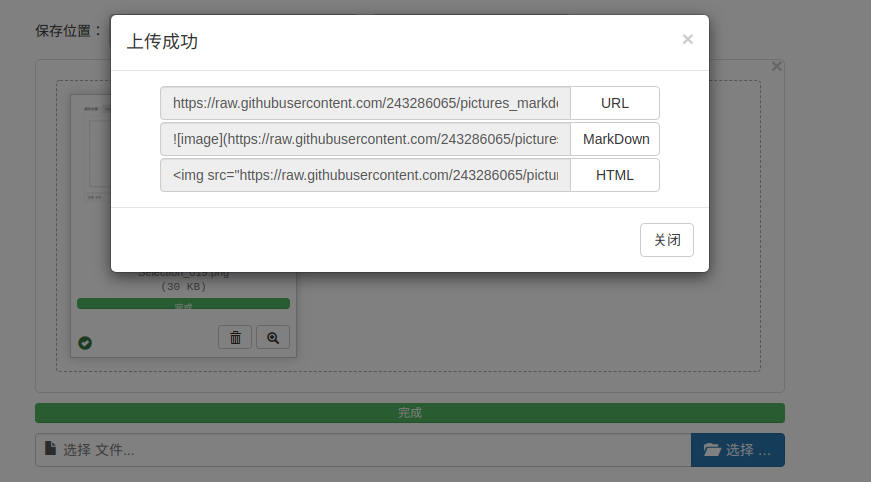 保存位置：
上传成功
×
https://raw.githubusercontent.com/243286065/pictures_markd
URL
![image](https://raw.githubusercontent.com/243286065/pictures
MarkDown
<img src="https://raw.githubusercontent.com/243286065/pictur
HTML
关闭
Selection_019.png
(30 KB)
完成
完成
选择 文件...
选择 ...